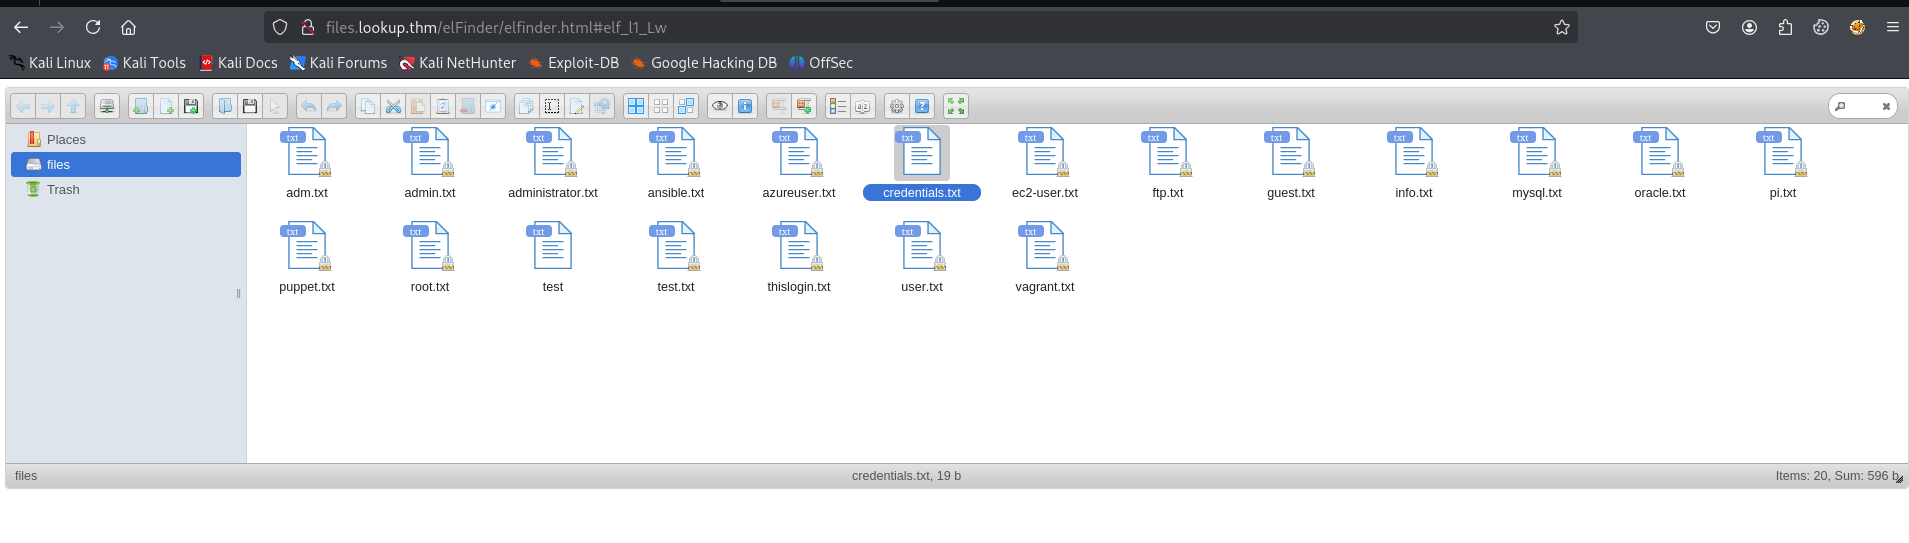 files.lookup.thm/elFinder/elfinder.html#elf_l1_Lw
Kali Linux Kali Tools Kali Docs Kali Forums Kali NetHunter Exploit-DB Google Hacking DB OffSec
Places
files
Trash
txt txt txt txt txt txt txt txt txt txt txt txt txt
adm.txt admin.txt administrator.txt ansible.txt azureuser.txt credentials.txt ec2-user.txt ftp.txt guest.txt info.txt mysql.txt oracle.txt pi.txt
txt txt txt txt txt txt txt
puppet.txt root.txt test test.txt thislogin.txt user.txt vagrant.txt
files credentials.txt, 19 b Items: 20, Sum: 596 b